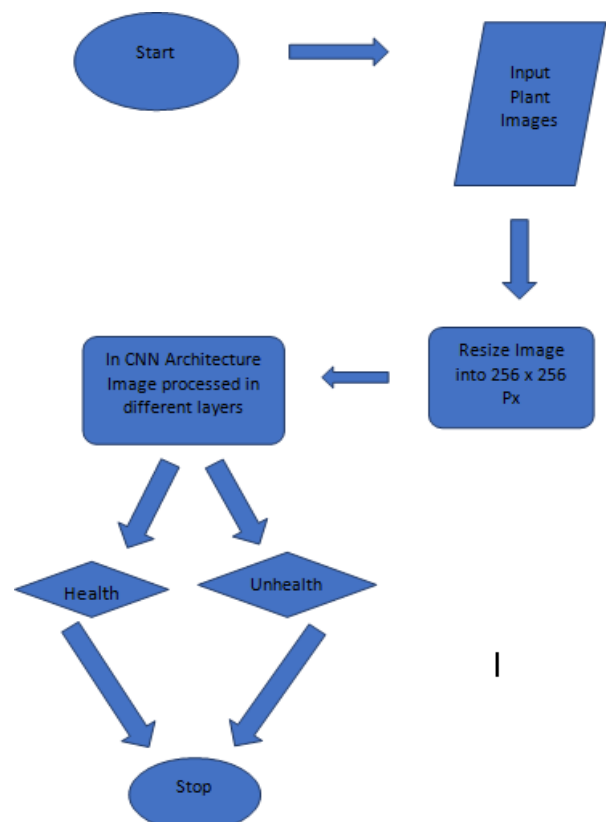 Start
Input
Plant
Images
Resize Image
into 256 x 256
Px
In CNN Architecture
Image processed in
different layers
Health
Unhealth
Stop